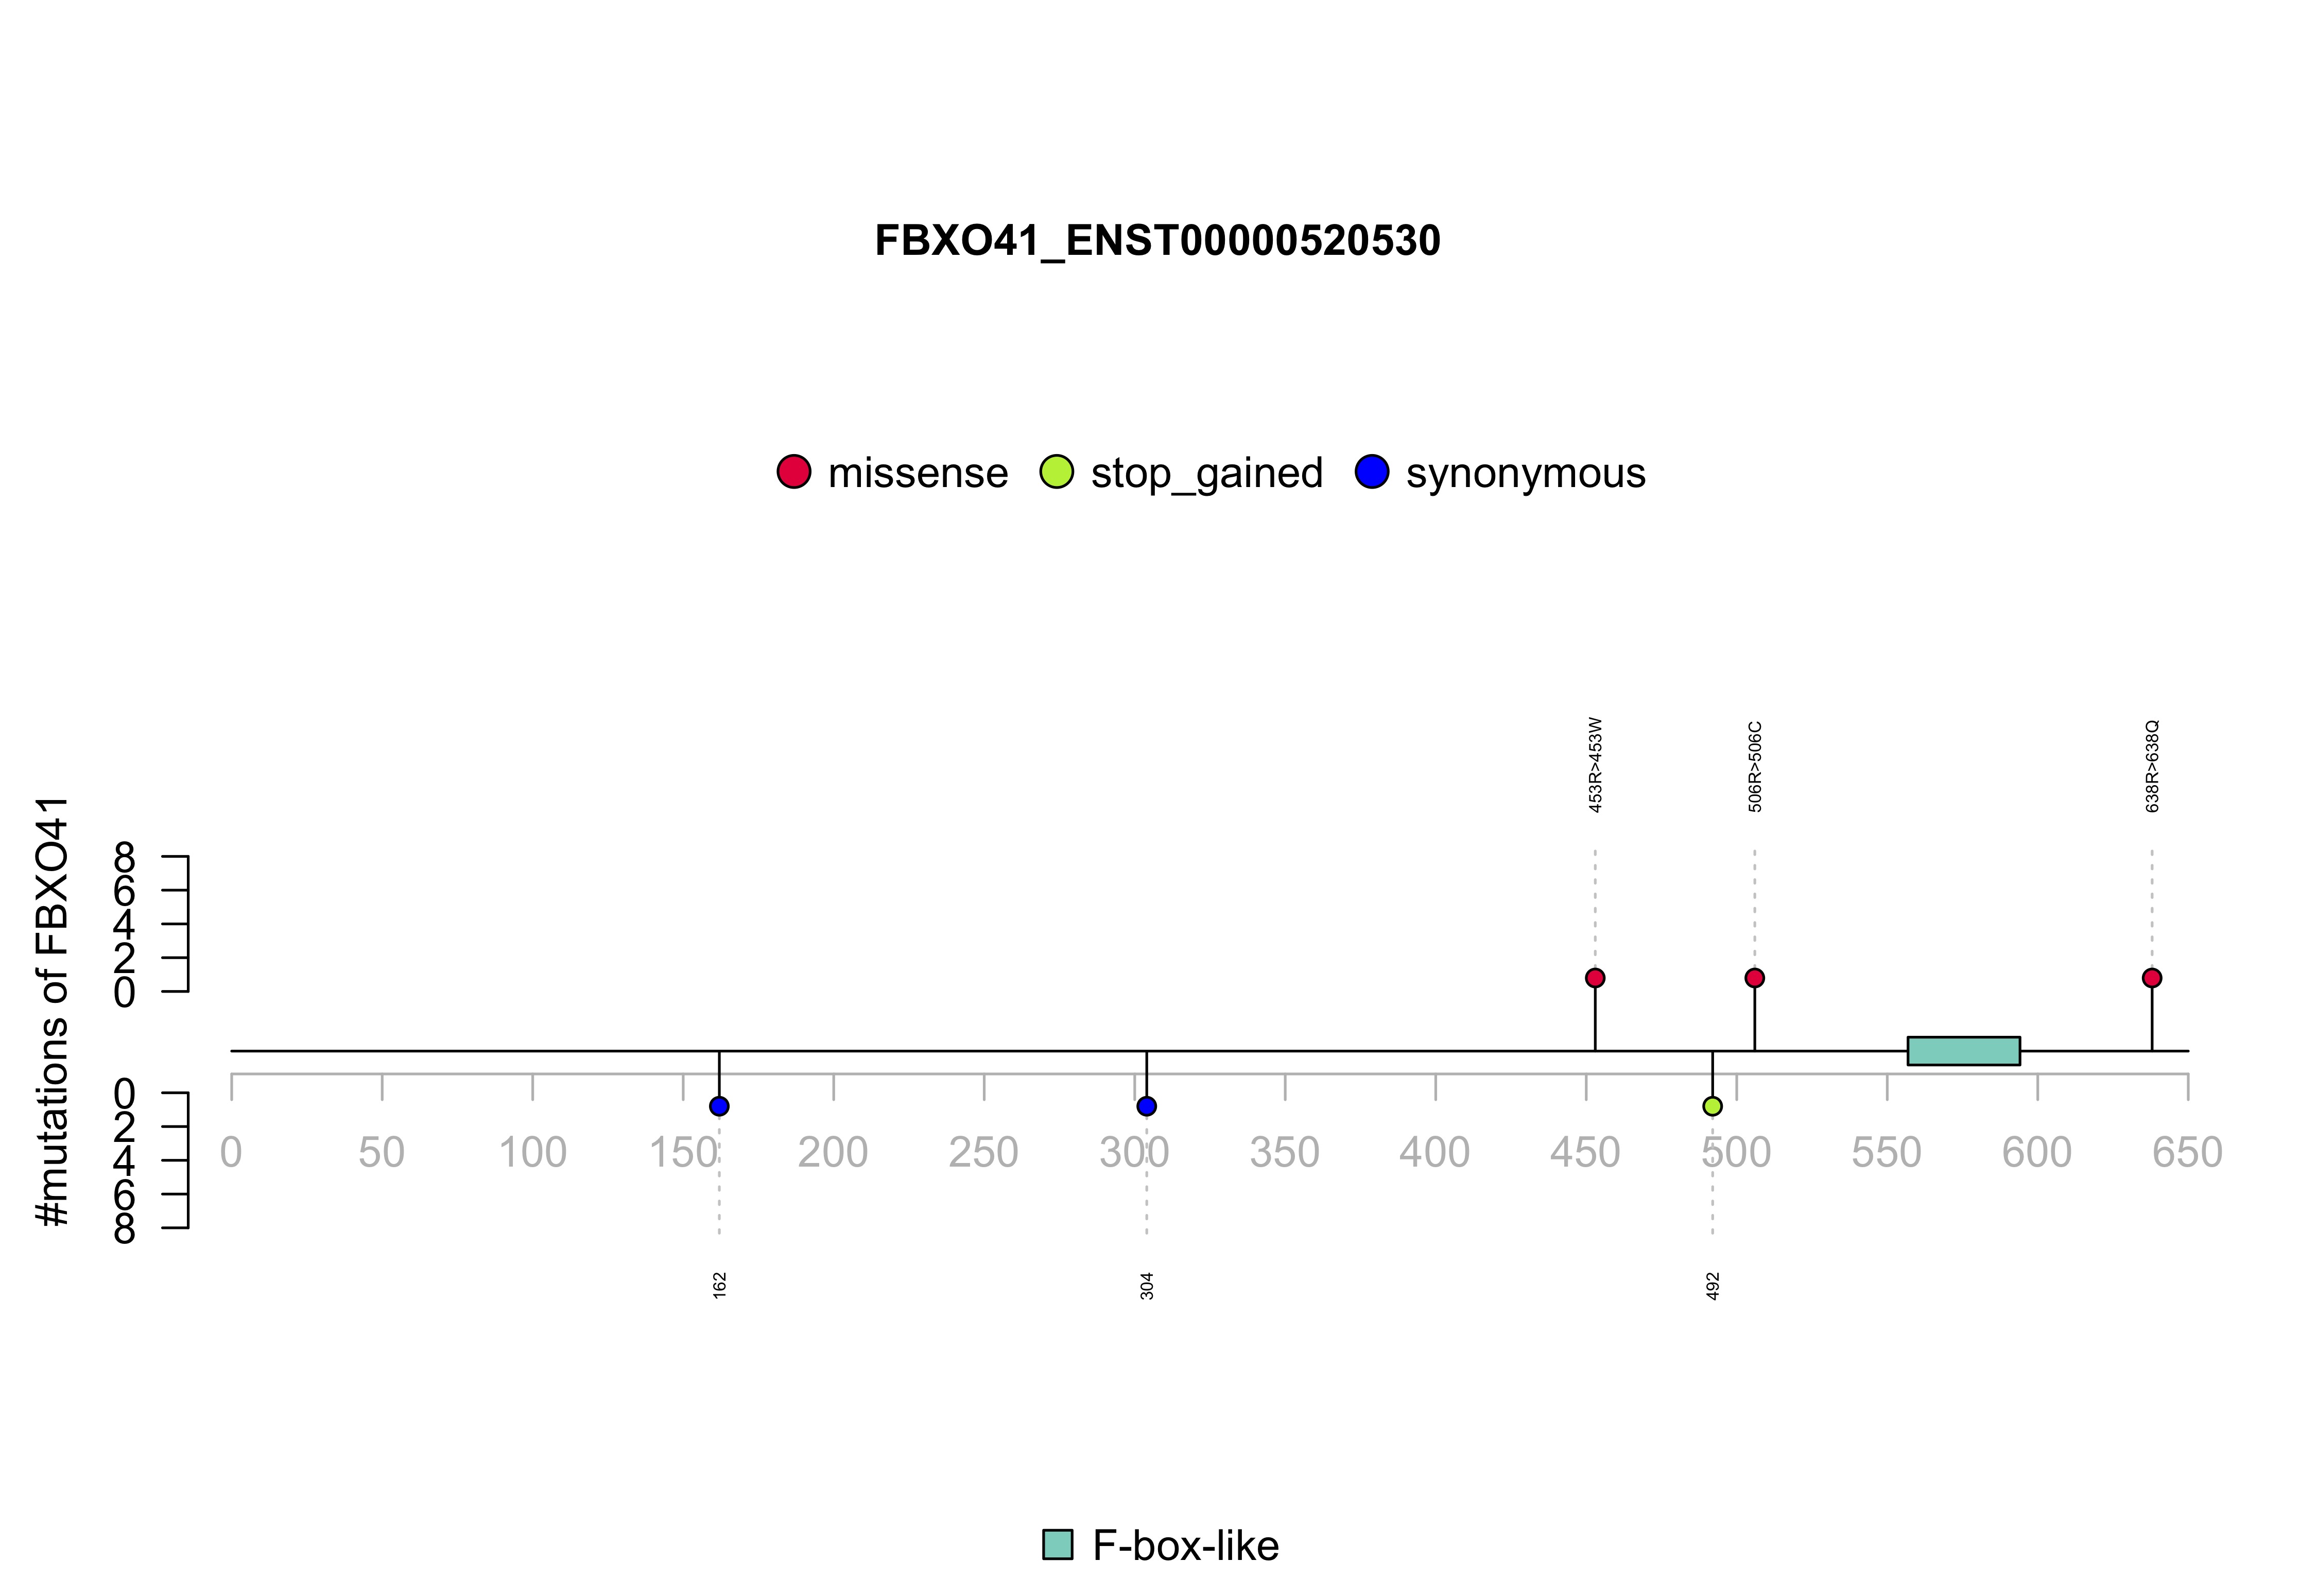 FBXO41_ENST00000520530
missense stop_gained synonymous
453R>453W 506R>506C 638R>638Q
#mutations of FBXO41
8
6
4
2
0
0
2
4
6
8
0 50 100 150 200 250 300 350 400 450 500 550 600 650
162 304 492
F-box-like